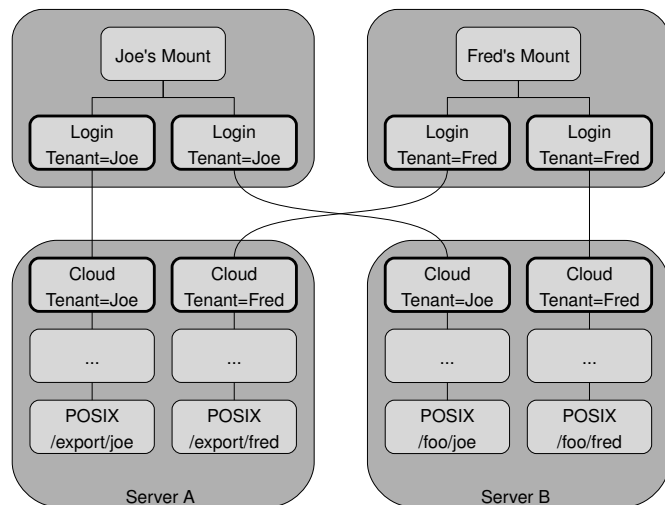 Joe's Mount
Fred's Mount
Login
Tenant=Joe
Login
Tenant=Joe
Login
Tenant=Fred
Login
Tenant=Fred
Cloud
Tenant=Joe
Cloud
Tenant=Fred
Cloud
Tenant=Joe
Cloud
Tenant=Fred
...
...
...
...
POSIX
/export/joe
POSIX
/export/fred
POSIX
/foo/joe
POSIX
/foo/fred
Server A
Server B